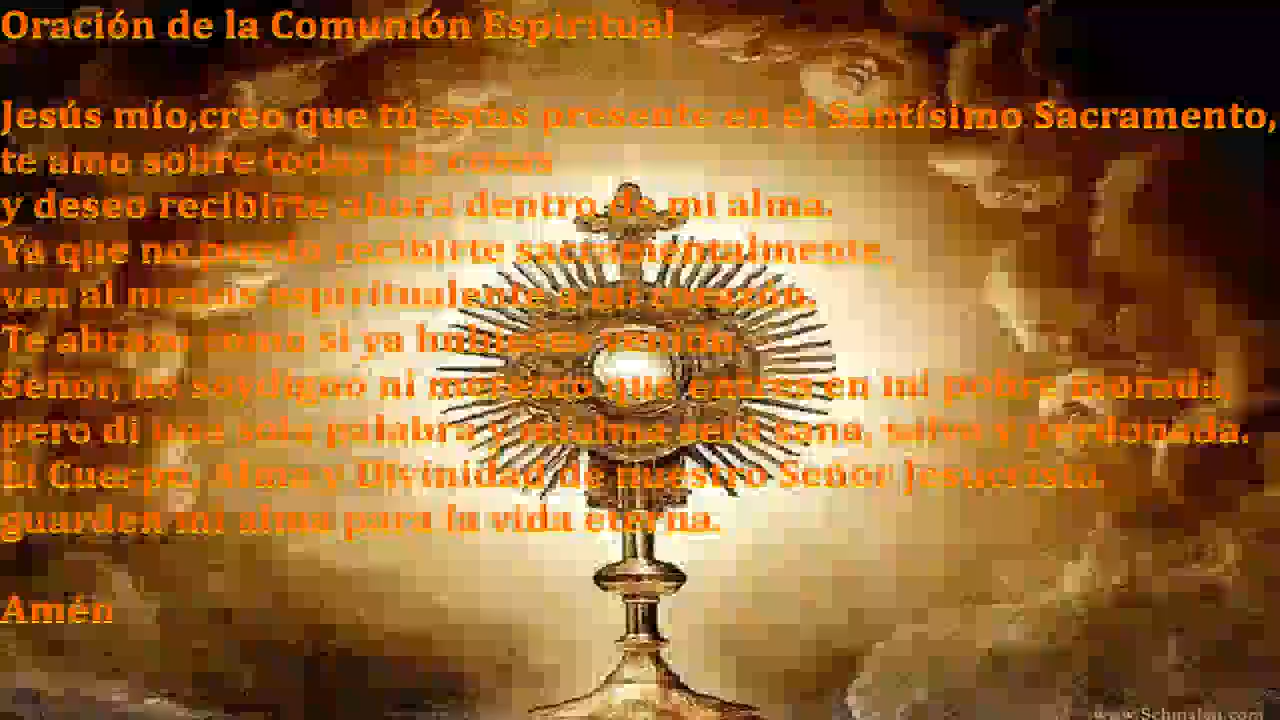 Oración de la Comunión Espiritual
Jesús mío,creo que tú estas presente en el Santísimo Sacramento,
te amo sobre todas las cosas
y deseo recibirte ahora dentro de mi alma.
Ya que no puedo recibirte sacramentalmente.
ven al menos espiritualente a mi corazón.
Te abrazo como si ya hubieses venido.
Señor, no soydigno ni merezco que entres en mi pobre morada,
pero di una sola palabra y mialma será sana, salva y perdonada.
El Cuerpo, Alma y Divinidad de nuestro Señor Jesucristo.
guarden mi alma para la vida eterna.
Amén